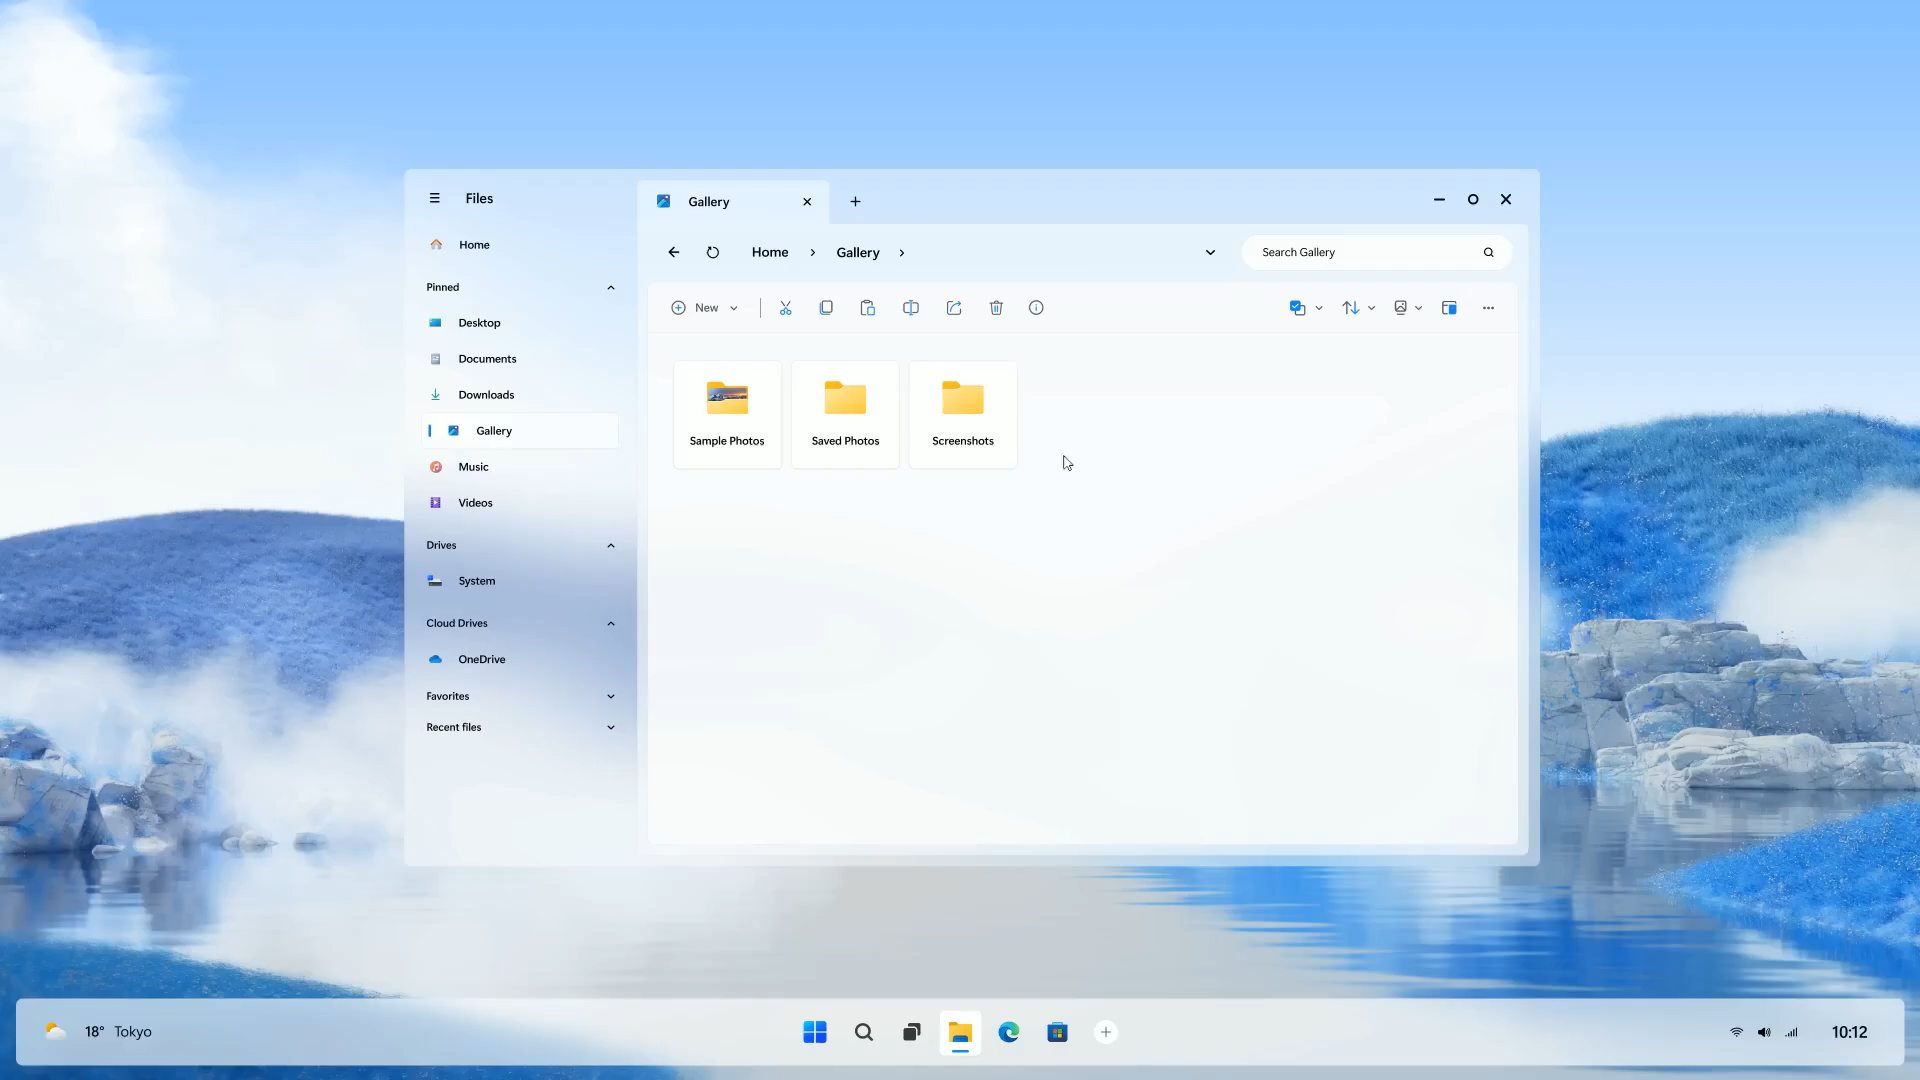 Files
Home
Pinned
Desktop
Documents
Downloads
Gallery
Music
Videos
Drives
System
Cloud Drives
OneDrive
Favorites
Recent files
Gallery
Home
Gallery
Search Gallery
New
Sample Photos
Saved Photos
Screenshots
18° Tokyo
10:12